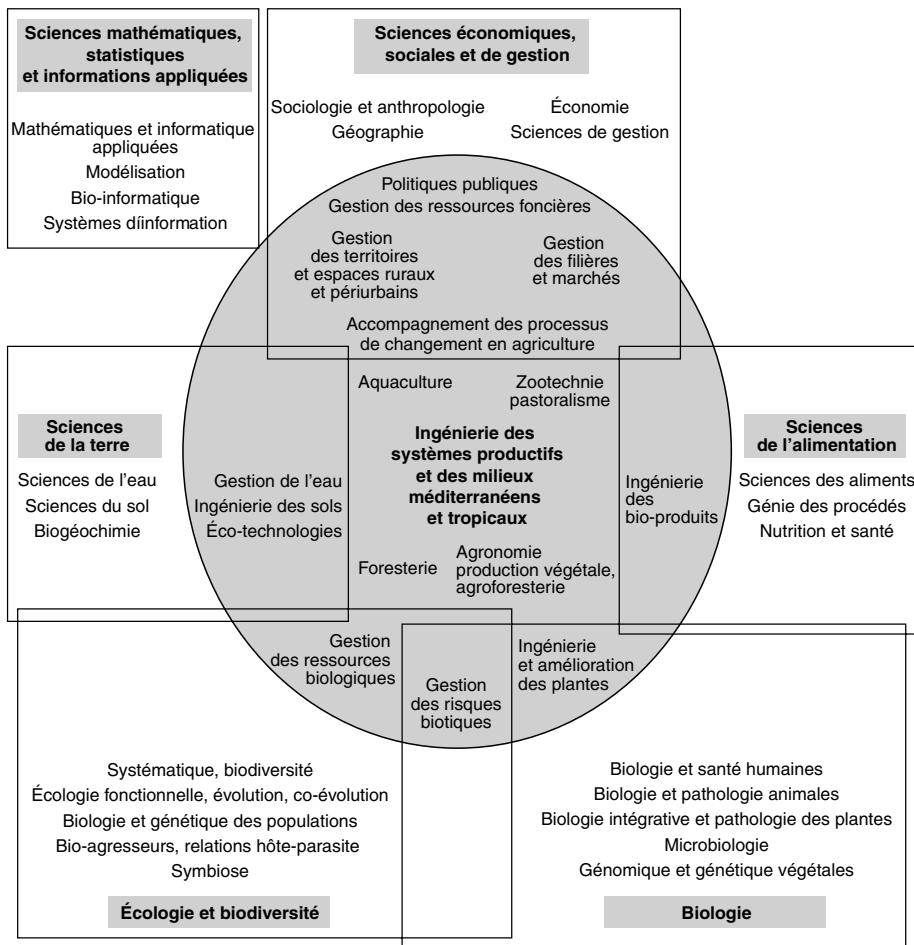 Sciences mathématiques,
statistiques
et informations appliquées
Mathématiques et informatique
appliquées
Modélisation
Bio-informatique
Systèmes díinformation
Sciences économiques,
sociales et de gestion
Sociologie et anthropologie
Géographie
Économie
Sciences de gestion
Politiques publiques
Gestion des ressources foncières
Gestion
des territoires
et espaces ruraux
et périurbains
Gestion
des filières
et marchés
Accompagnement des processus
de changement en agriculture
Sciences
de la terre
Sciences de l'eau
Sciences du sol
Biogéochimie
Gestion de l'eau
Ingénierie des sols
Éco-technologies
Aquaculture
Zootechnie
pastoralisme
Ingénierie des
systèmes productifs
et des milieux
méditerranéens
et tropicaux
Foresterie
Agronomie
production végétale,
agroforesterie
Ingénierie
des
bio-produits
Sciences
de l'alimentation
Sciences des aliments
Génie des procédés
Nutrition et santé
Gestion
des ressources
biologiques
Gestion
des risques
biotiques
Ingénierie
et amélioration
des plantes
Systématique, biodiversité
Écologie fonctionnelle, évolution, co-évolution
Biologie et génétique des populations
Bio-agresseurs, relations hôte-parasite
Symbiose
Écologie et biodiversité
Biologie et santé humaines
Biologie et pathologie animales
Biologie intégrative et pathologie des plantes
Microbiologie
Génomique et génétique végétales
Biologie